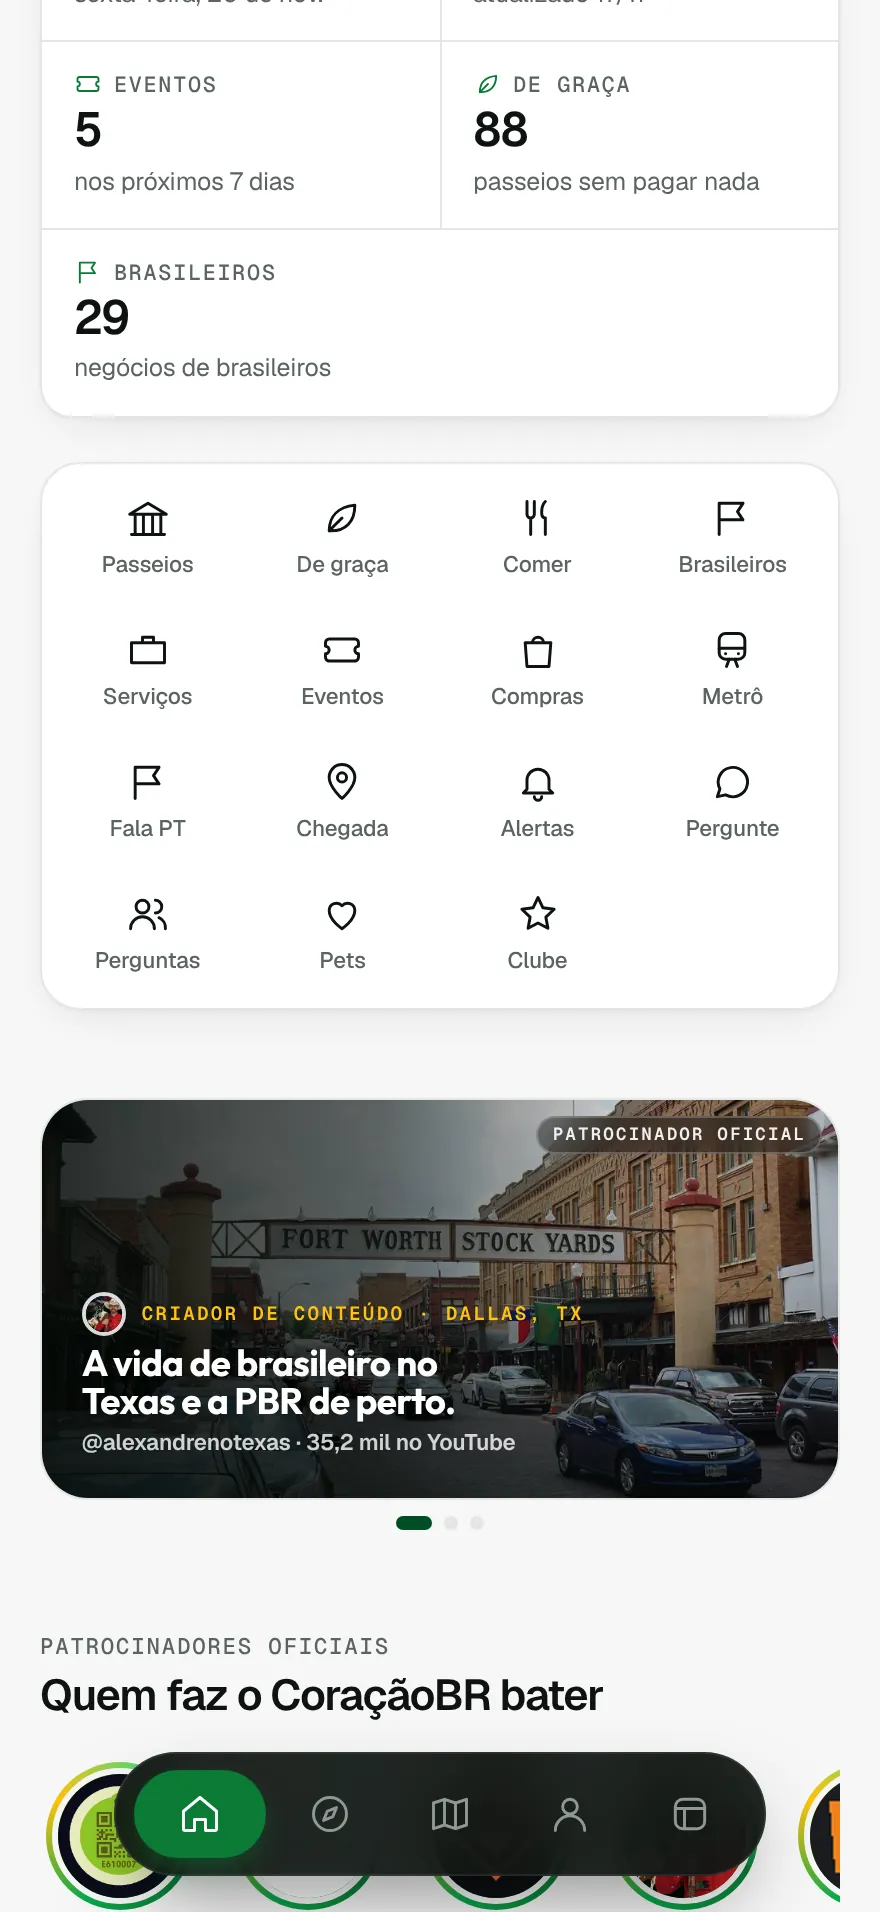 EVENTOS
5
nos próximos 7 dias
DE GRAÇA
88
passeios sem pagar nada
BRASILEIROS
29
negócios de brasileiros
Passeios
De graça
Comer
Brasileiros
Serviços
Eventos
Compras
Metrô
Fala PT
Chegada
Alertas
Pergunte
Perguntas
Pets
Clube
PATROCINADOR OFICIAL
FORT WORTH STOCK YARDS
CRIADOR DE CONTEÚDO · DALLAS, TX
A vida de brasileiro no
Texas e a PBR de perto.
@alexandrenotexas · 35,2 mil no YouTube
PATROCINADORES OFICIAIS
Quem faz o CoraçãoBR bater
E610007